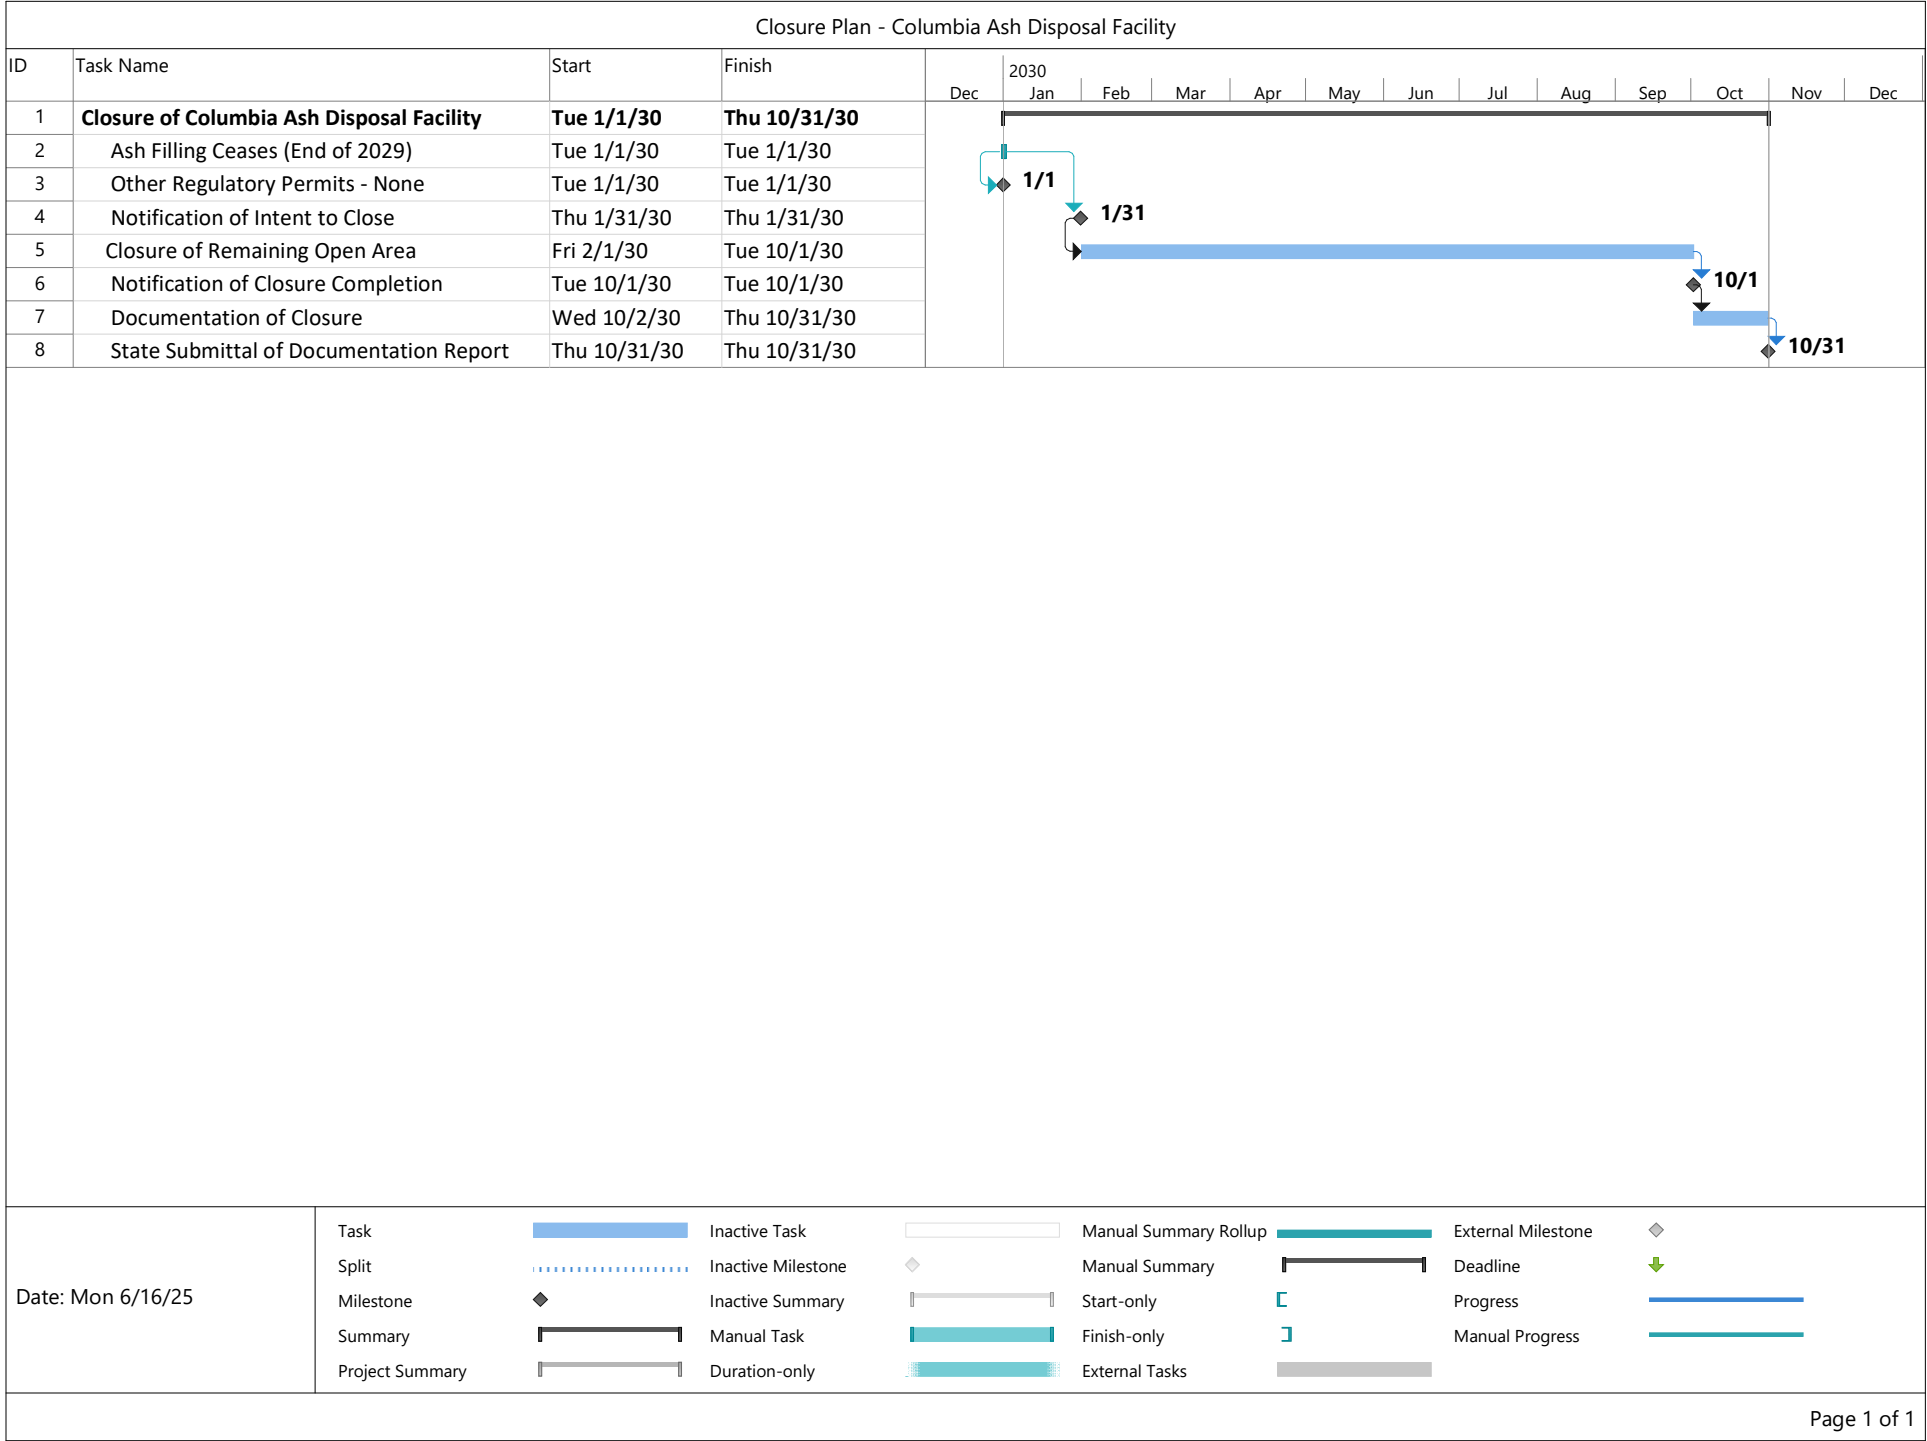 Closure Plan - Columbia Ash Disposal Facility
ID Task Name Start Finish
2030
Dec Jan Feb Mar Apr May Jun Jul Aug Sep Oct Nov Dec
1 Closure of Columbia Ash Disposal Facility Tue 1/1/30 Thu 10/31/30
2 Ash Filling Ceases (End of 2029) Tue 1/1/30 Tue 1/1/30
3 Other Regulatory Permits - None Tue 1/1/30 Tue 1/1/30 1/1
4 Notification of Intent to Close Thu 1/31/30 Thu 1/31/30 1/31
5 Closure of Remaining Open Area Fri 2/1/30 Tue 10/1/30
6 Notification of Closure Completion Tue 10/1/30 Tue 10/1/30 10/1
7 Documentation of Closure Wed 10/2/30 Thu 10/31/30
8 State Submittal of Documentation Report Thu 10/31/30 Thu 10/31/30 10/31
Date: Mon 6/16/25
Task
Split
Milestone
Summary
Project Summary
Inactive Task
Inactive Milestone
Inactive Summary
Manual Task
Duration-only
Manual Summary Rollup
Manual Summary
Start-only
Finish-only
External Tasks
External Milestone
Deadline
Progress
Manual Progress
Page 1 of 1